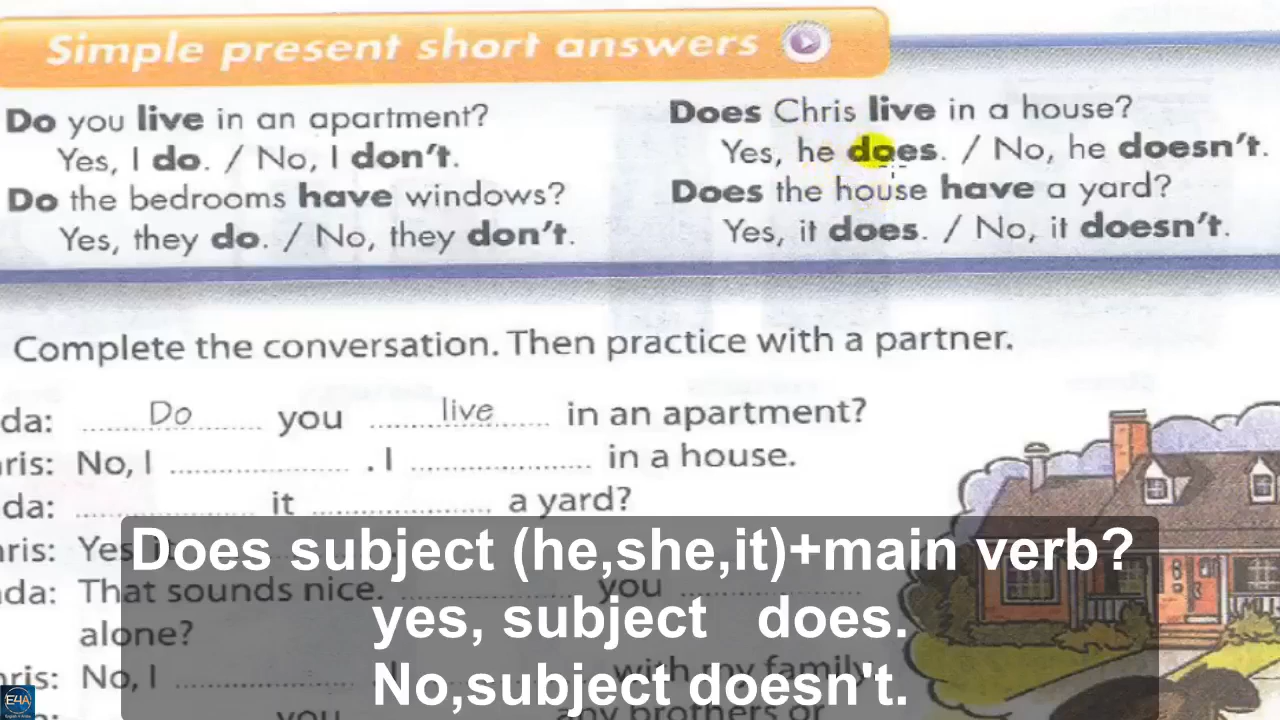 Simple present short answers
Do you live in an apartment?
Yes, I do. / No, I don't.
Do the bedrooms have windows?
Yes, they do. / No, they don't.
Does Chris live in a house?
Yes, he does. / No, he doesn't.
Does the house have a yard?
Yes, it does. / No, it doesn't.
Complete the conversation. Then practice with a partner.
da: Do you live in an apartment?
ris: No, I . I in a house.
da: it a yard?
ris: Yes, it
da: That sounds nice. you
alone?
ris: No, I . I with my family.
you any brothers or
Does subject (he,she,it)+main verb?
yes, subject does.
No,subject doesn't.
E4A